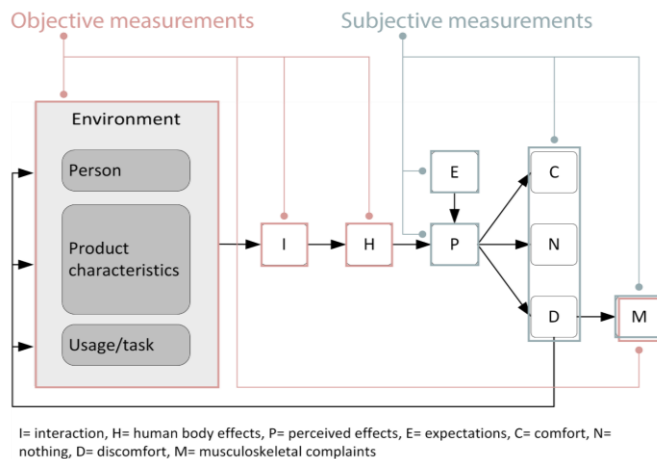 Objective measurements
Subjective measurements
Environment
Person
Product
characteristics
Usage/task
I
H
E
P
C
N
D
M
I= interaction, H= human body effects, P= perceived effects, E= expectations, C= comfort, N=
nothing, D= discomfort, M= musculoskeletal complaints